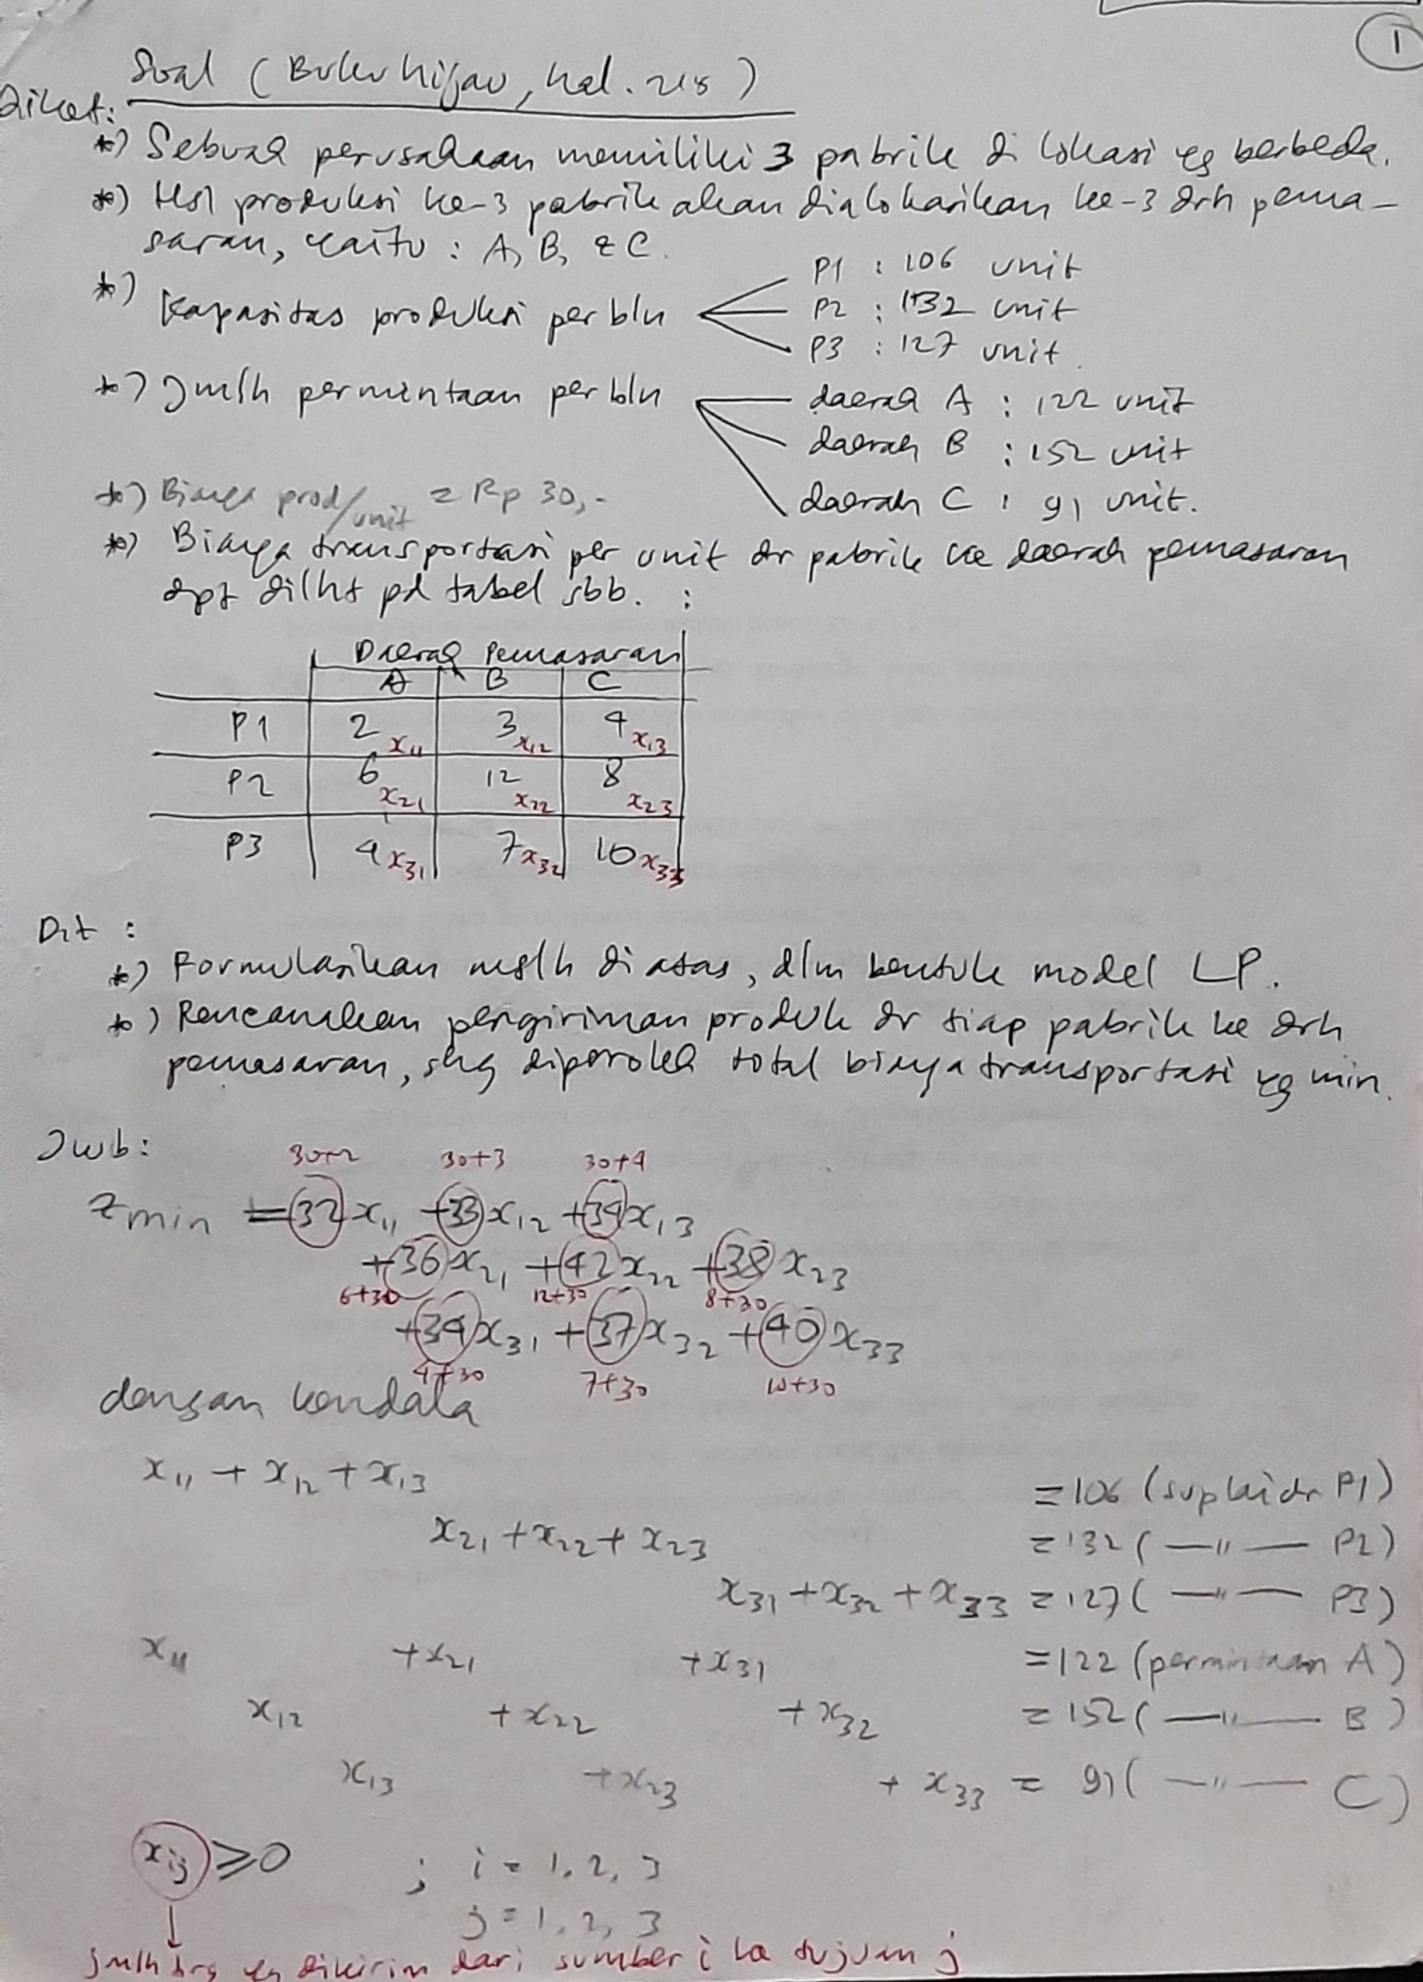 1
Soal (Buku hijau, hal. 218)
Diket:
*) Sebuah perusahaan memiliki 3 pabrik di lokasi yg berbeda.
*) Hsl produksi ke-3 pabrik akan dialokasikan ke-3 drh pema-
saran, yaitu : A, B, & C.
*) Kapasitas produksi per bln
P1 : 106 unit
P2 : 132 unit
P3 : 127 unit
*) Jmlh permintaan per bln
daerah A : 122 unit
daerah B : 152 unit
daerah C : 91 unit.
*) Biaya prod/unit = Rp 30,-
*) Biaya transportasi per unit dr pabrik ke daerah pemasaran
dpt dilht pd tabel sbb. :
Daerah Pemasaran
A B C
P1 2 x11 3 x12 4 x13
P2 6 x21 12 x22 8 x23
P3 4 x31 7 x32 10 x33
Dit :
*) Formulasikan mslh di atas, dlm bentuk model LP.
*) Rencanakan pengiriman produk dr tiap pabrik ke drh
pemasaran, shg diperoleh total biaya transportasi yg min.
Jwb:
30+2 30+3 30+4
Zmin = 32 x11 + 33 x12 + 34 x13
+ 36 x21 + 42 x22 + 38 x23
6+30 12+30 8+30
+ 34 x31 + 37 x32 + 40 x33
4+30 7+30 10+30
dengan kendala
x11 + x12 + x13 = 106 (suplai dr P1)
x21 + x22 + x23 = 132 ( —"— P2)
x31 + x32 + x33 = 127 ( —"— P3)
x11 + x21 + x31 = 122 (permintaan A)
x12 + x22 + x32 = 152 ( —"— B)
x13 + x23 + x33 = 91 ( —"— C)
xij ≥ 0 ; i = 1, 2, 3
j = 1, 2, 3
jmlh brg yg dikirim dari sumber i ke tujuan j